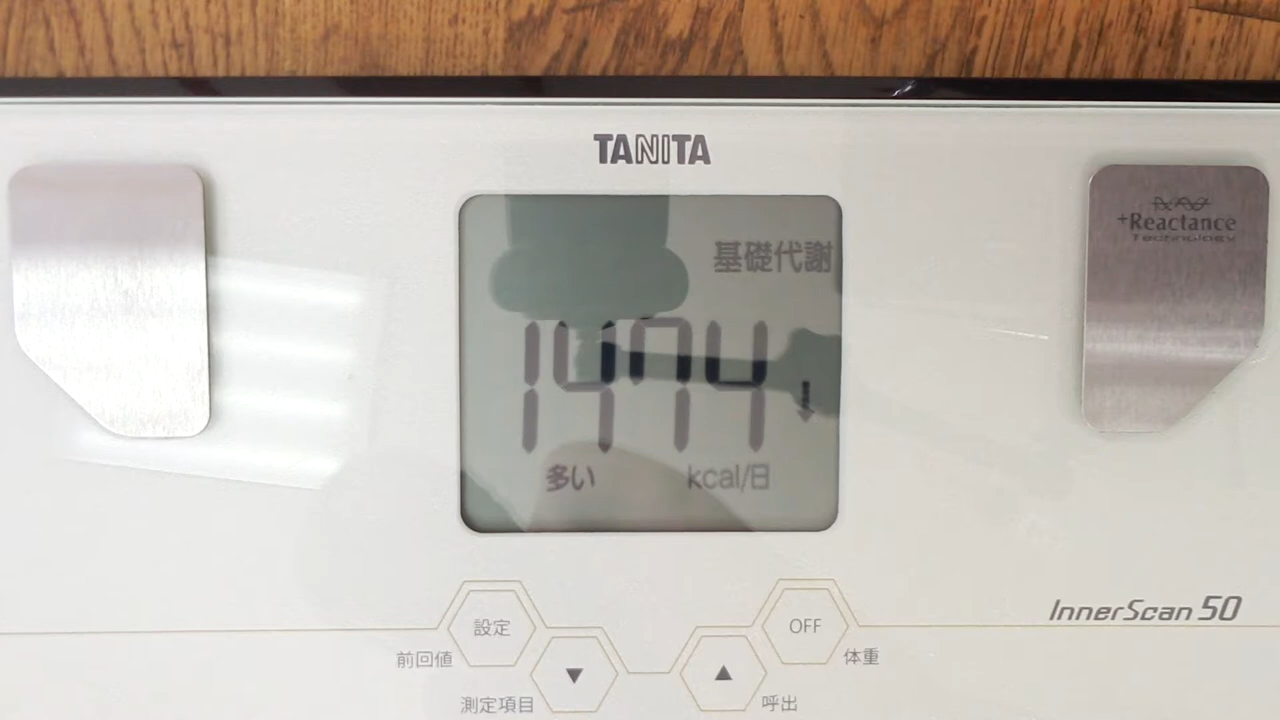 TANITA
+Reactance
Technology
基礎代謝
1474
多い kcal/日
InnerScan 50
設定
OFF
前回値
体重
▼
▲
測定項目
呼出